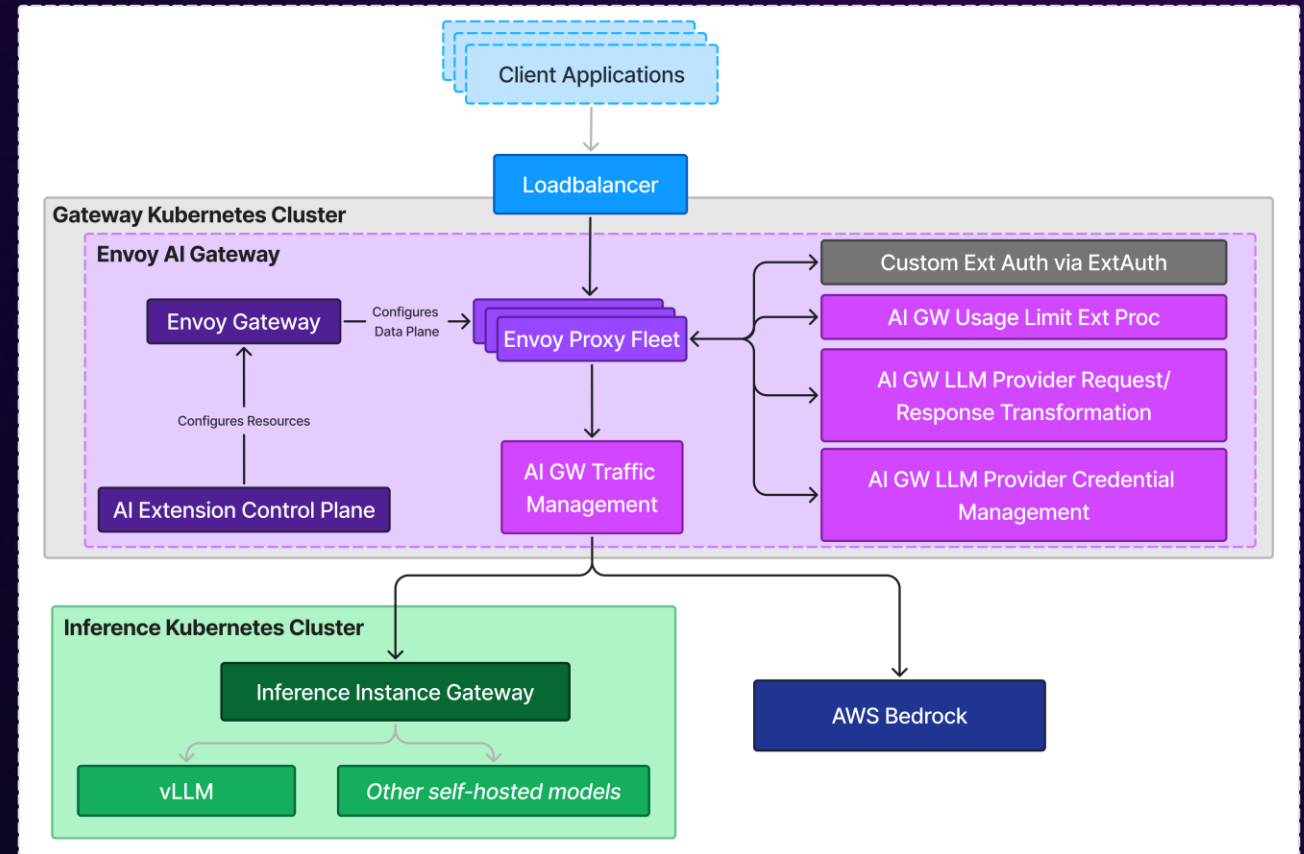 Client Applications
Loadbalancer
Gateway Kubernetes Cluster
Envoy AI Gateway
Envoy Gateway
Configures
Data Plane
Envoy Proxy Fleet
Custom Ext Auth via ExtAuth
AI GW Usage Limit Ext Proc
AI GW LLM Provider Request/
Response Transformation
AI GW LLM Provider Credential
Management
Configures Resources
AI Extension Control Plane
AI GW Traffic
Management
Inference Kubernetes Cluster
Inference Instance Gateway
vLLM
Other self-hosted models
AWS Bedrock